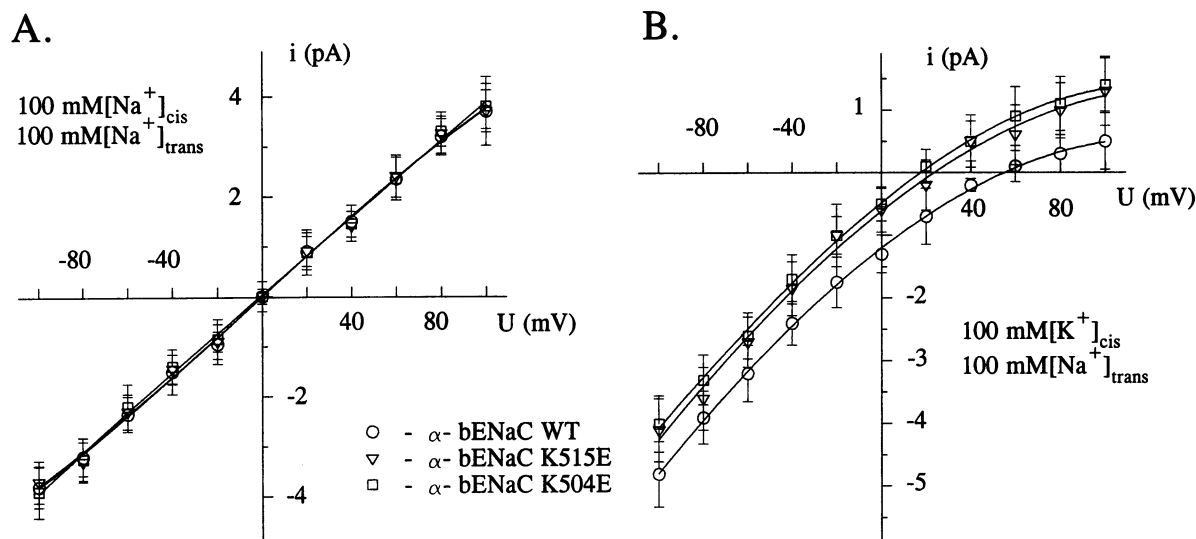 A.
i (pA)
100 mM[Na+]cis
100 mM[Na+]trans
4
2
-80
-40
40
80
U (mV)
-2
-4
○ - α- bENaC WT
▽ - α- bENaC K515E
□ - α- bENaC K504E
B.
i (pA)
1
-80
-40
40
80
U (mV)
-2
-3
-4
-5
100 mM[K+]cis
100 mM[Na+]trans